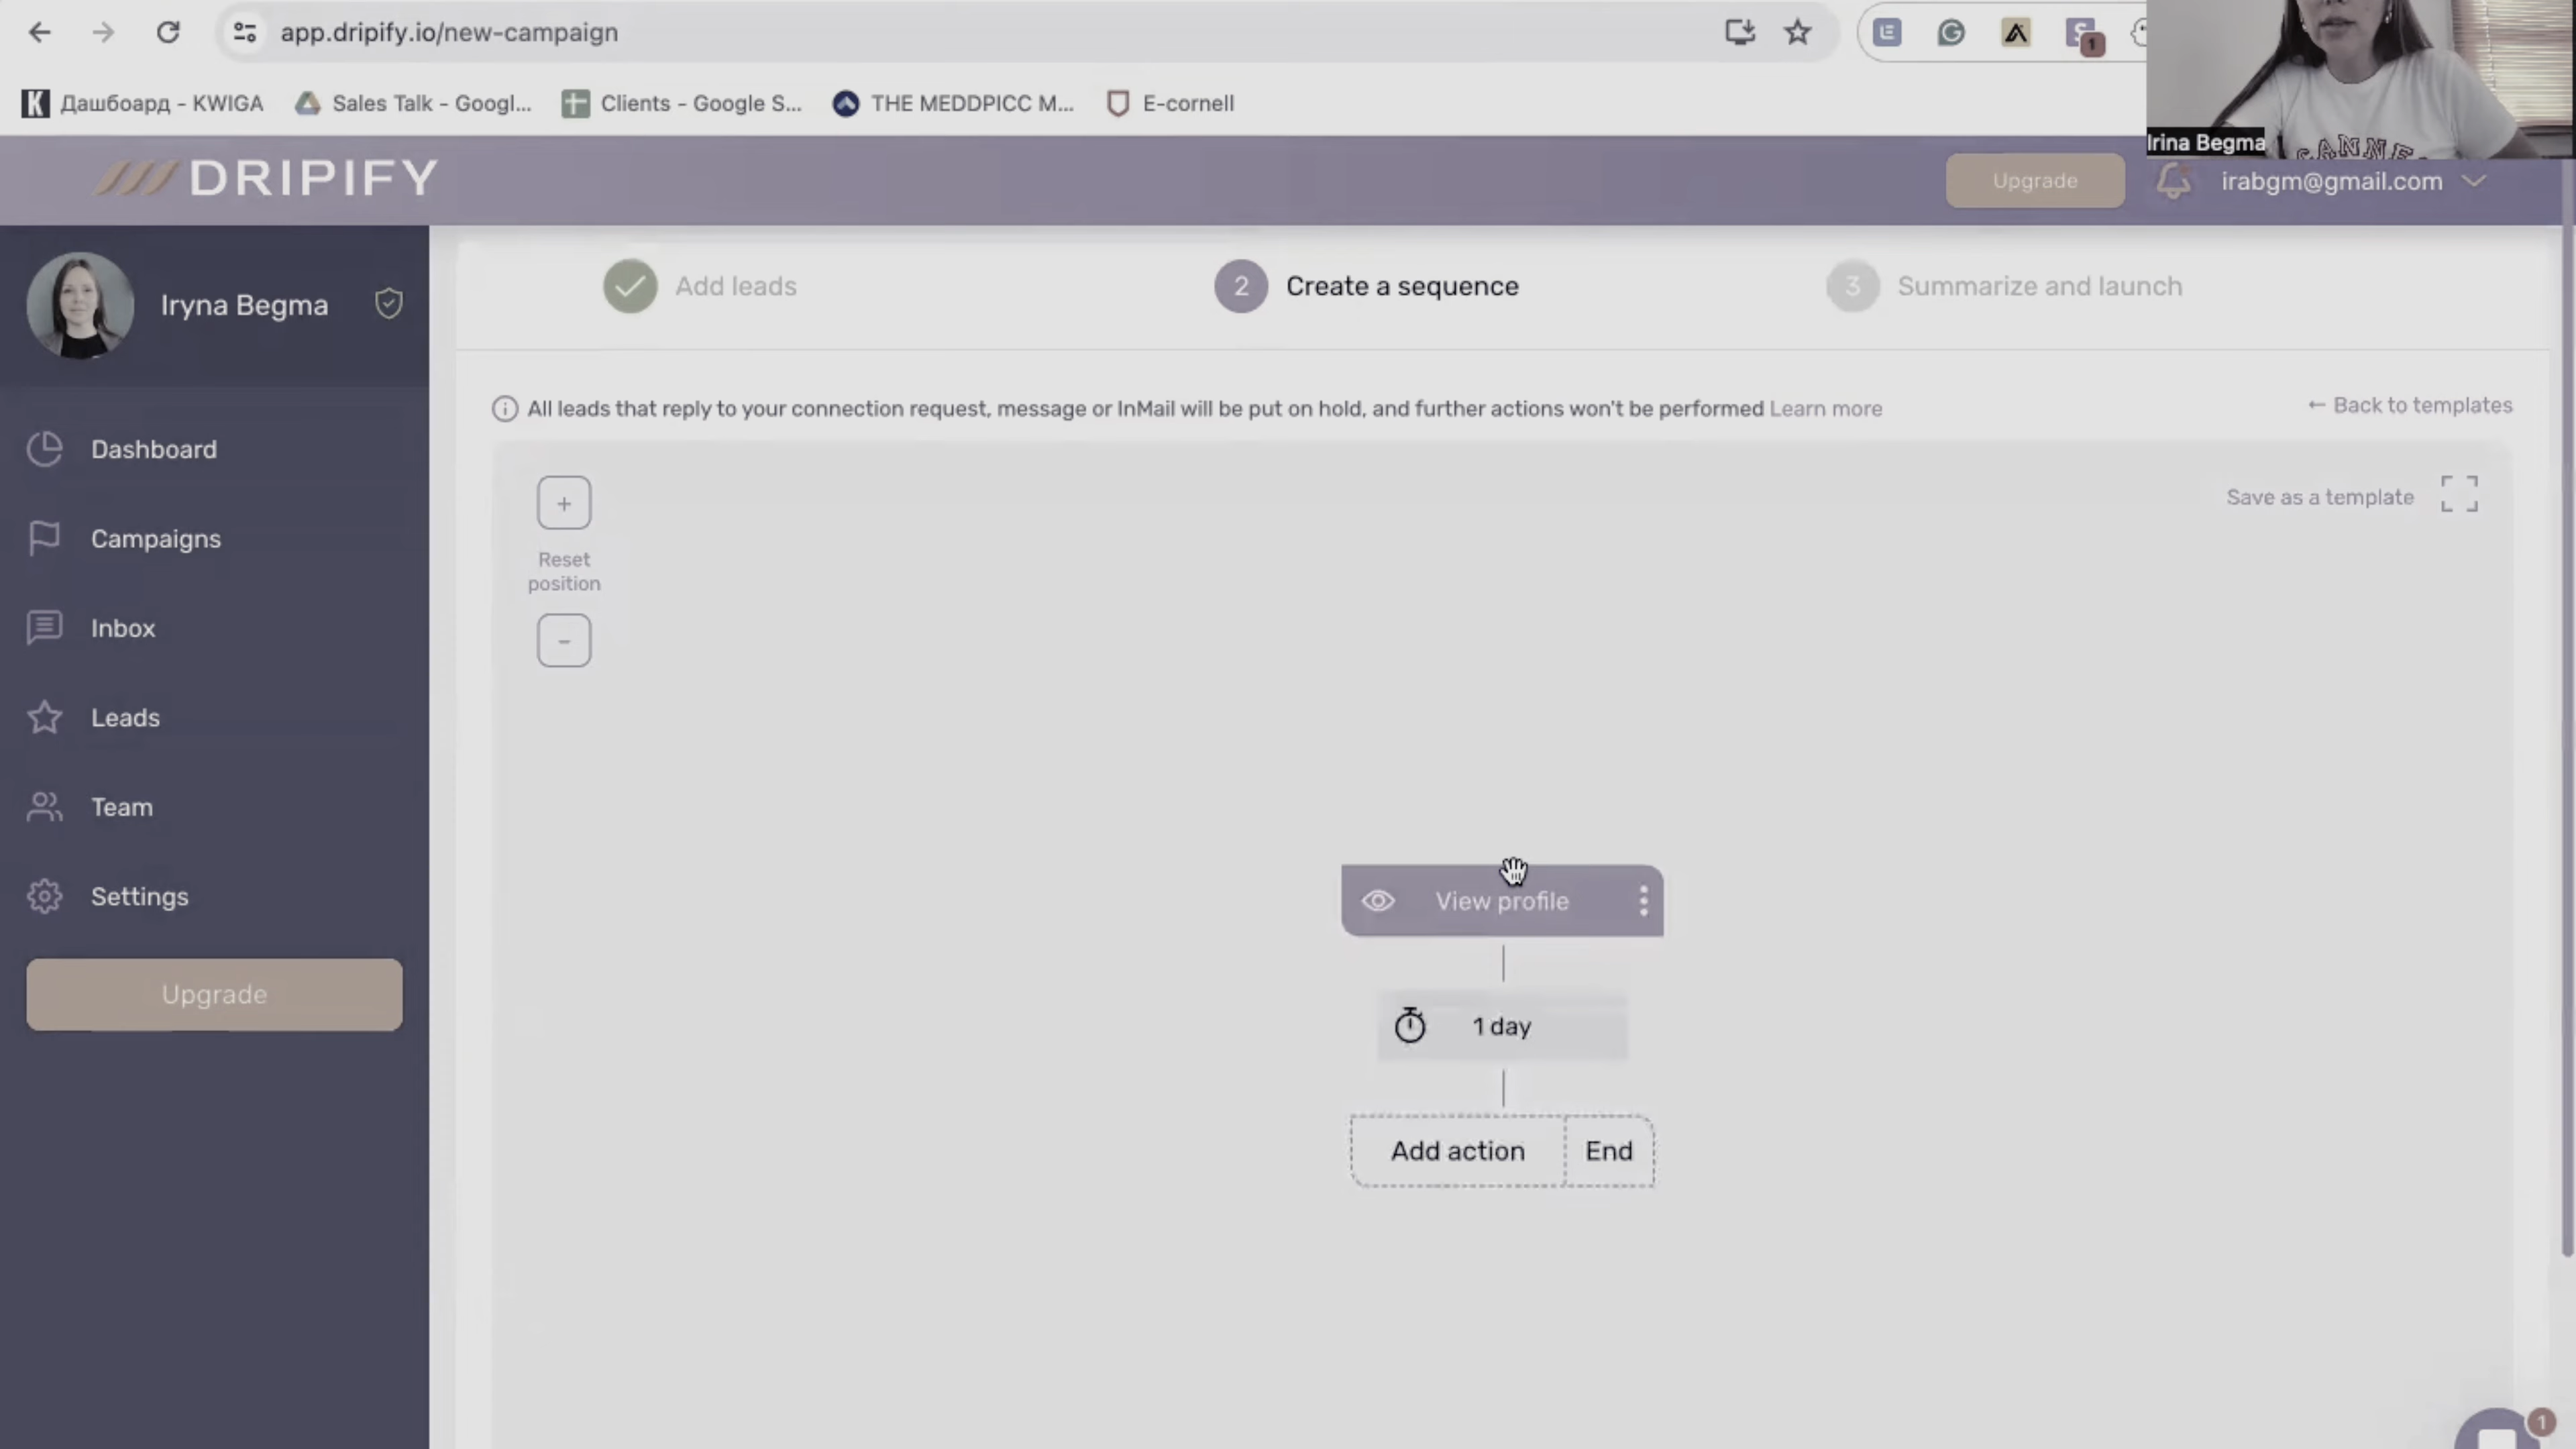 app.dripify.io/new-campaign
1
K Дашбоард - KWIGA
Sales Talk - Googl...
Clients - Google S...
THE MEDDPICC M...
E-cornell
Irina Begma
DRIPIFY
Upgrade
irabgm@gmail.com
Iryna Begma
Add leads
2 Create a sequence
3 Summarize and launch
All leads that reply to your connection request, message or InMail will be put on hold, and further actions won't be performed Learn more
← Back to templates
Dashboard
Campaigns
Inbox
Leads
Team
Settings
Upgrade
+
Reset
position
-
Save as a template
View profile
1 day
Add action
End
1